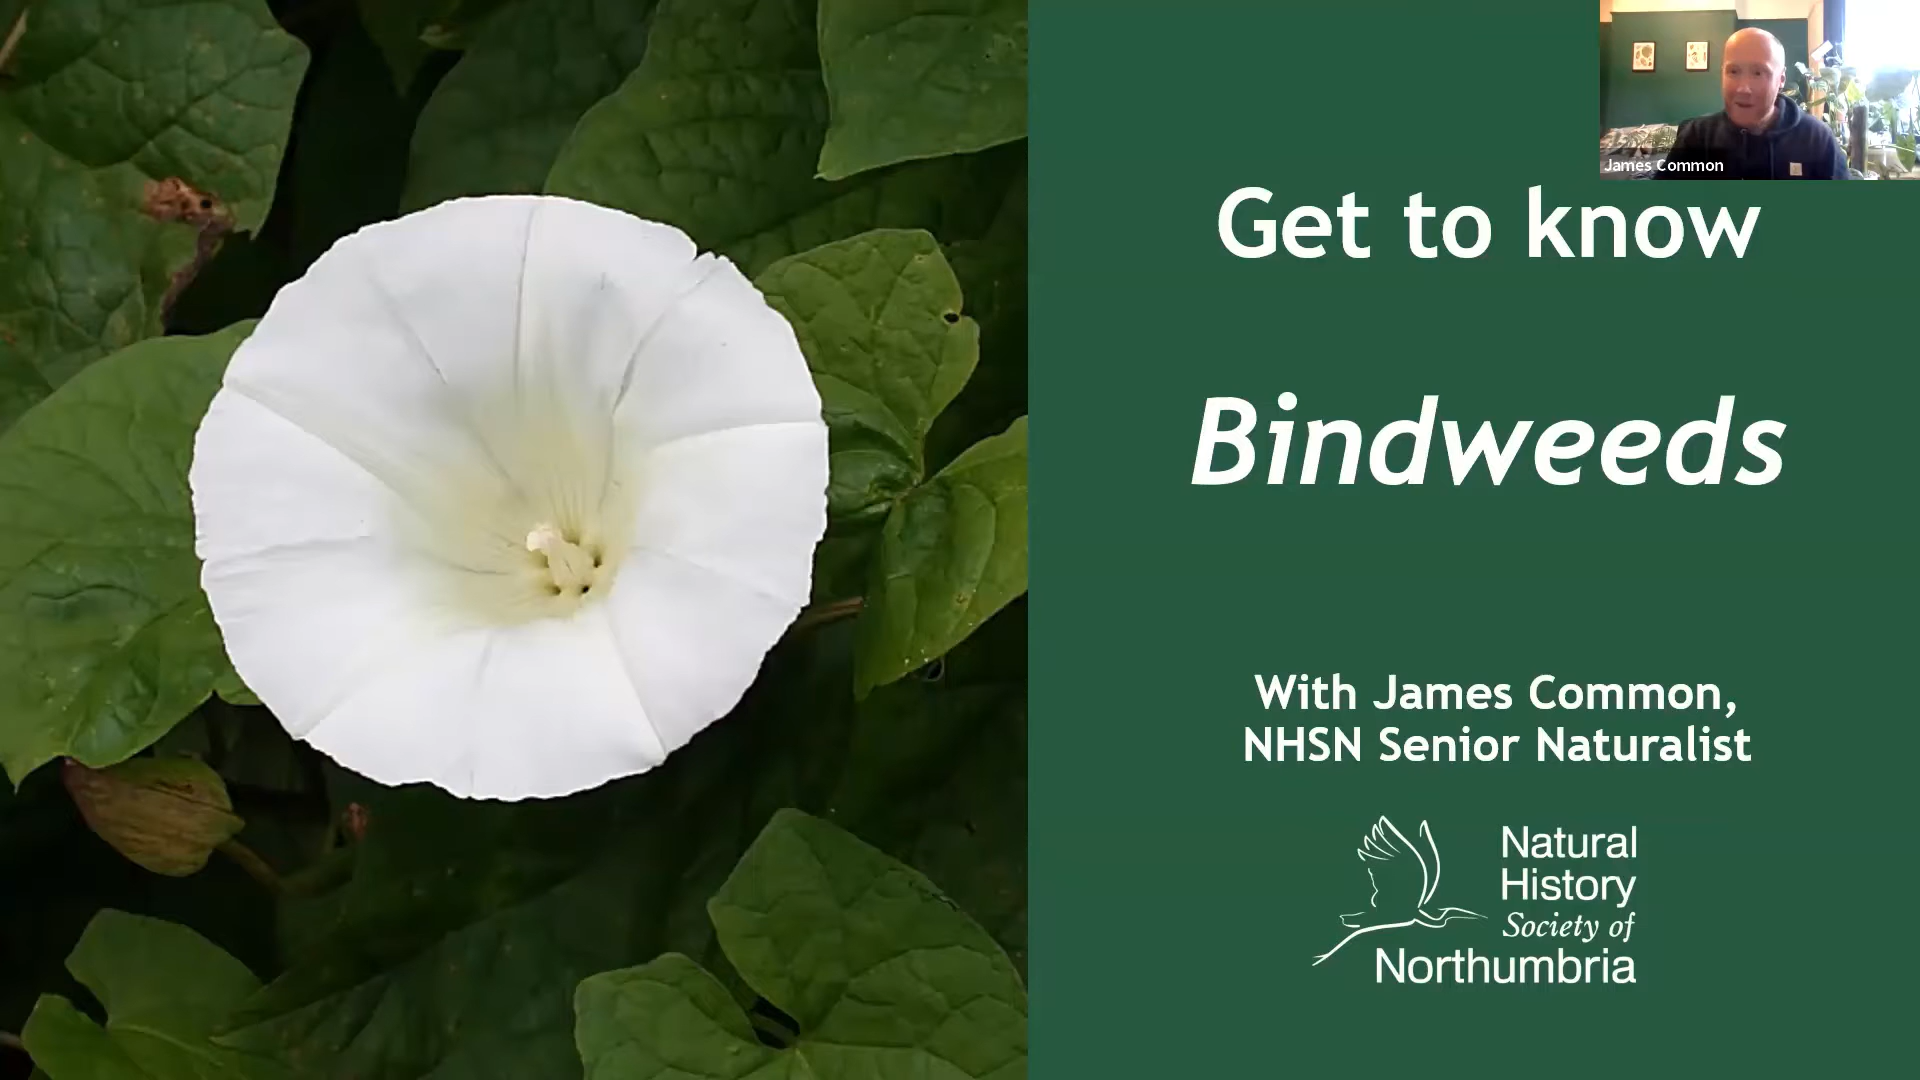 James Common
Get to know
Bindweeds
With James Common,
NHSN Senior Naturalist
Natural
History
Society of
Northumbria